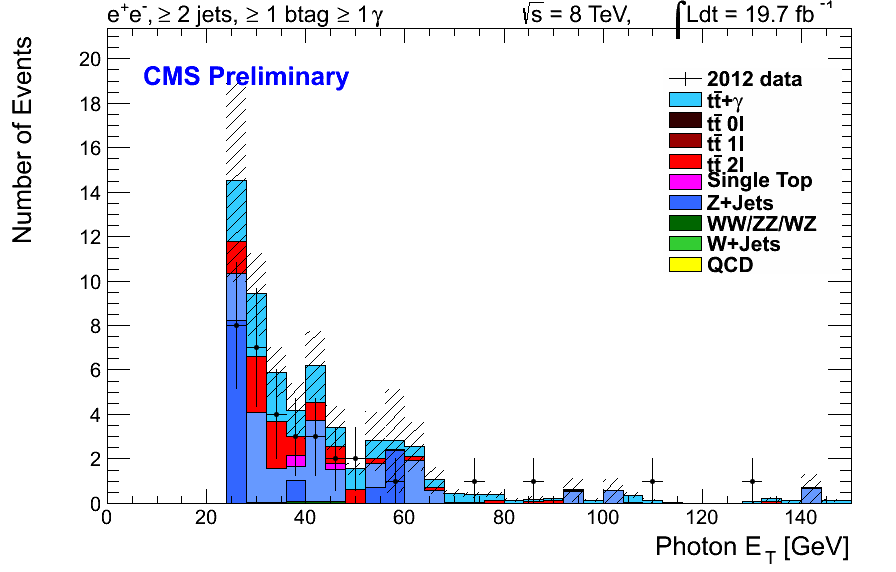 e⁺e⁻, ≥ 2 jets, ≥ 1 btag ≥ 1 γ
√s = 8 TeV, ∫Ldt = 19.7 fb⁻¹
CMS Preliminary
2012 data
tt̄+γ
tt̄ 0l
tt̄ 1l
tt̄ 2l
Single Top
Z+Jets
WW/ZZ/WZ
W+Jets
QCD
Number of Events
20
18
16
14
12
10
8
6
4
2
0
0 20 40 60 80 100 120 140
Photon E_T [GeV]